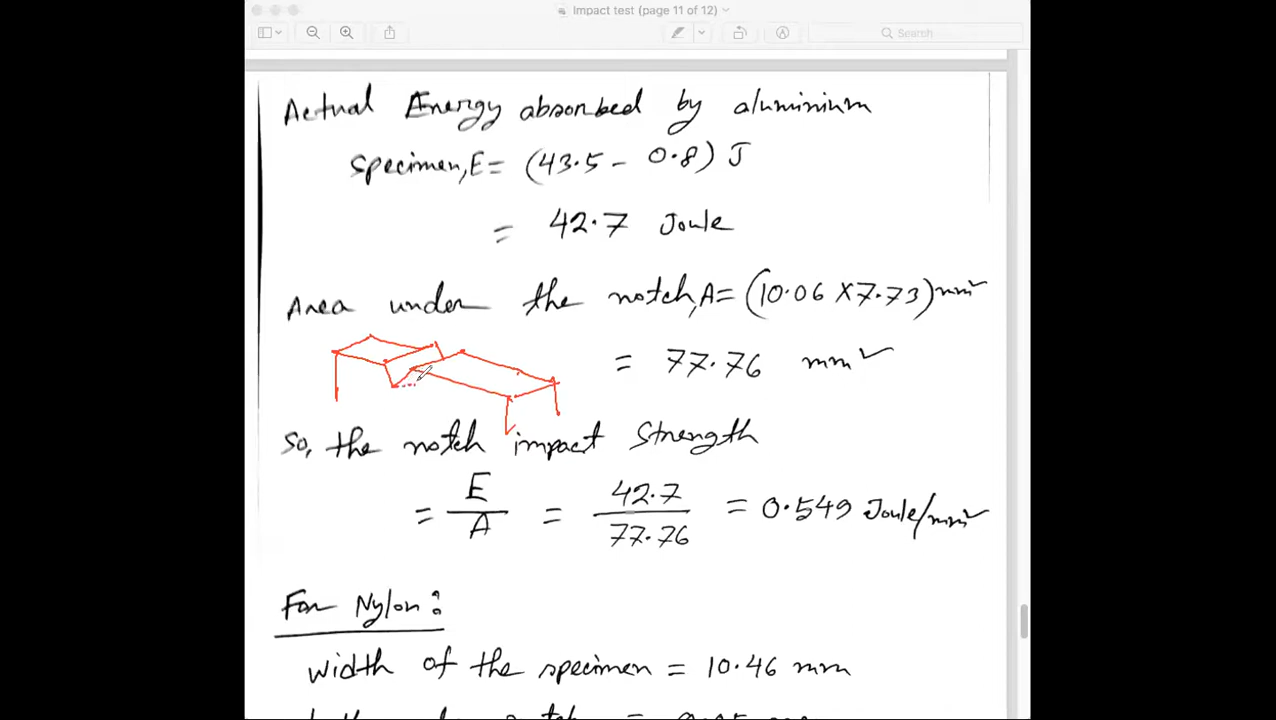 Impact test (page 11 of 12)
Search
Actual Energy absorbed by aluminium
specimen, E = (43.5 - 0.8) J
= 42.7 Joule
Area under the notch, A = (10.06 X 7.73) mm²
= 77.76 mm²
So, the notch impact strength
= E/A = 42.7/77.76 = 0.549 Joule/mm²
For Nylon:
width of the specimen = 10.46 mm